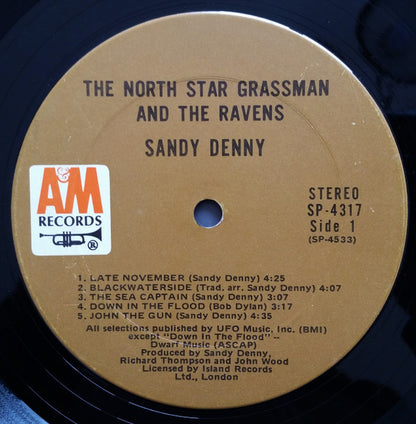 THE NORTH STAR GRASSMAN
AND THE RAVENS
SANDY DENNY
A&M
RECORDS
®
STEREO
SP-4317
Side 1
(SP-4533)
1. LATE NOVEMBER (Sandy Denny) 4:25
2. BLACKWATERSIDE (Trad. arr. Sandy Denny) 4:07
3. THE SEA CAPTAIN (Sandy Denny) 3:07
4. DOWN IN THE FLOOD (Bob Dylan) 3:17
5. JOHN THE GUN (Sandy Denny) 4:35
All selections published by UFO Music, Inc. (BMI)
except "Down In The Flood" --
Dwarf Music (ASCAP)
Produced by Sandy Denny,
Richard Thompson and John Wood
Licensed by Island Records
Ltd., London